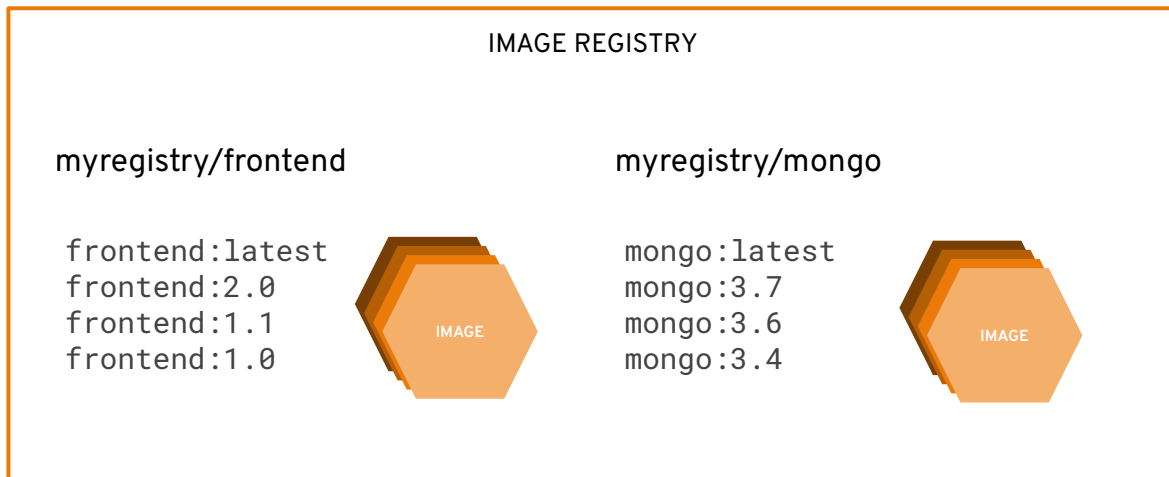 IMAGE REGISTRY
myregistry/frontend
frontend:latest
frontend:2.0
frontend:1.1
frontend:1.0
IMAGE
myregistry/mongo
mongo:latest
mongo:3.7
mongo:3.6
mongo:3.4
IMAGE